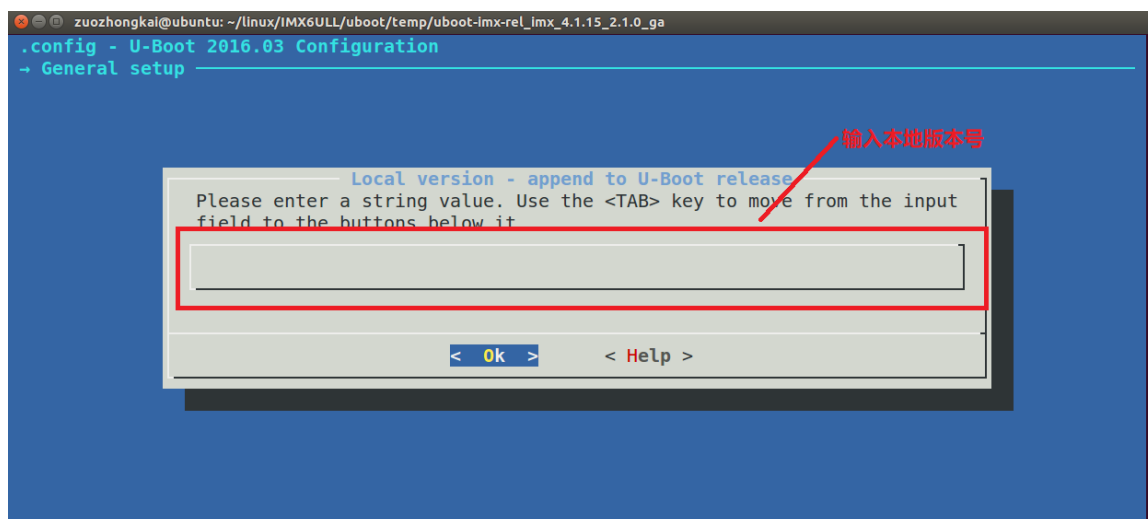 zuozhongkai@ubuntu: ~/linux/IMX6ULL/uboot/temp/uboot-imx-rel_imx_4.1.15_2.1.0_ga
.config - U-Boot 2016.03 Configuration
→ General setup
输入本地版本号
Local version - append to U-Boot release
Please enter a string value. Use the <TAB> key to move from the input
field to the buttons below it
< Ok > < Help >